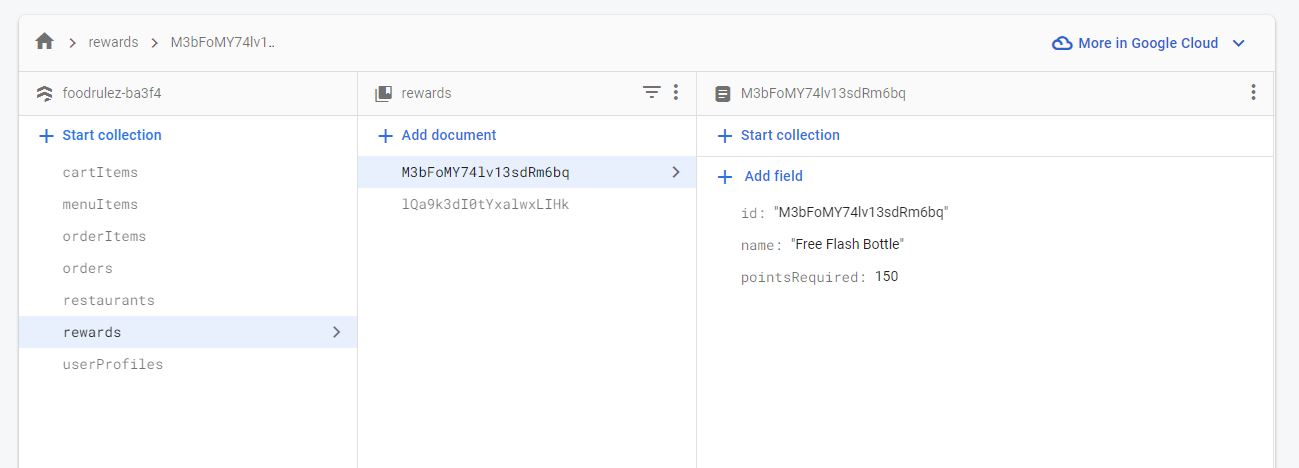 rewards
M3bFoMY74lv1..
More in Google Cloud
foodrulez-ba3f4
rewards
M3bFoMY74lv13sdRm6bq
Start collection
Add document
Start collection
cartItems
menuItems
orderItems
orders
restaurants
rewards
userProfiles
M3bFoMY74lv13sdRm6bq
lQa9k3dI0tYxalwxLIHk
Add field
id: "M3bFoMY74lv13sdRm6bq"
name: "Free Flash Bottle"
pointsRequired: 150